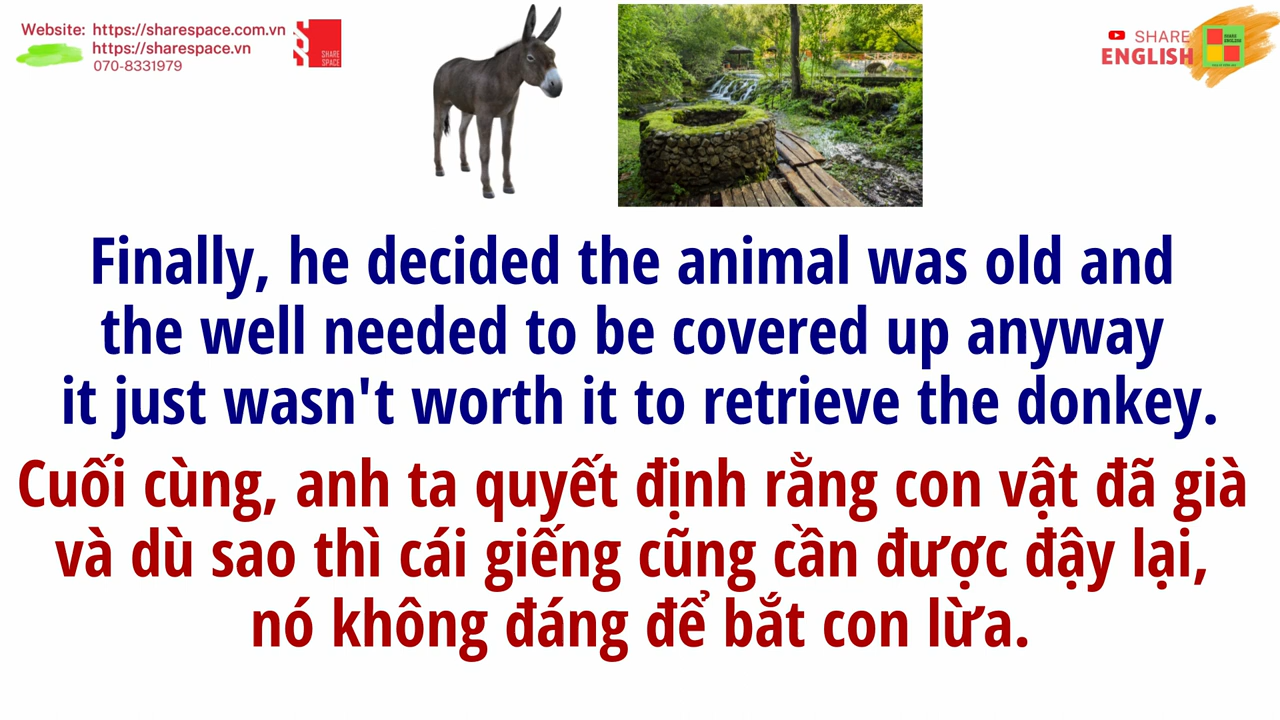 Website: https://sharespace.com.vn
https://sharespace.vn
070-8331979
SHARE
SPACE
SHARE
ENGLISH
Finally, he decided the animal was old and
the well needed to be covered up anyway
it just wasn't worth it to retrieve the donkey.
Cuối cùng, anh ta quyết định rằng con vật đã già
và dù sao thì cái giếng cũng cần được đậy lại,
nó không đáng để bắt con lừa.